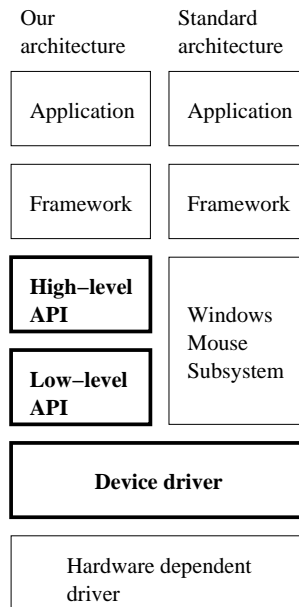 Our
architecture
Standard
architecture
Application
Application
Framework
Framework
High−level
API
Windows
Mouse
Subsystem
Low−level
API
Device driver
Hardware dependent
driver